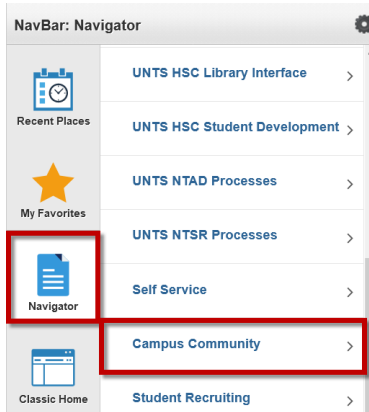 NavBar: Navigator
Recent Places
My Favorites
Navigator
Classic Home
UNTS HSC Library Interface
UNTS HSC Student Development
UNTS NTAD Processes
UNTS NTSR Processes
Self Service
Campus Community
Student Recruiting